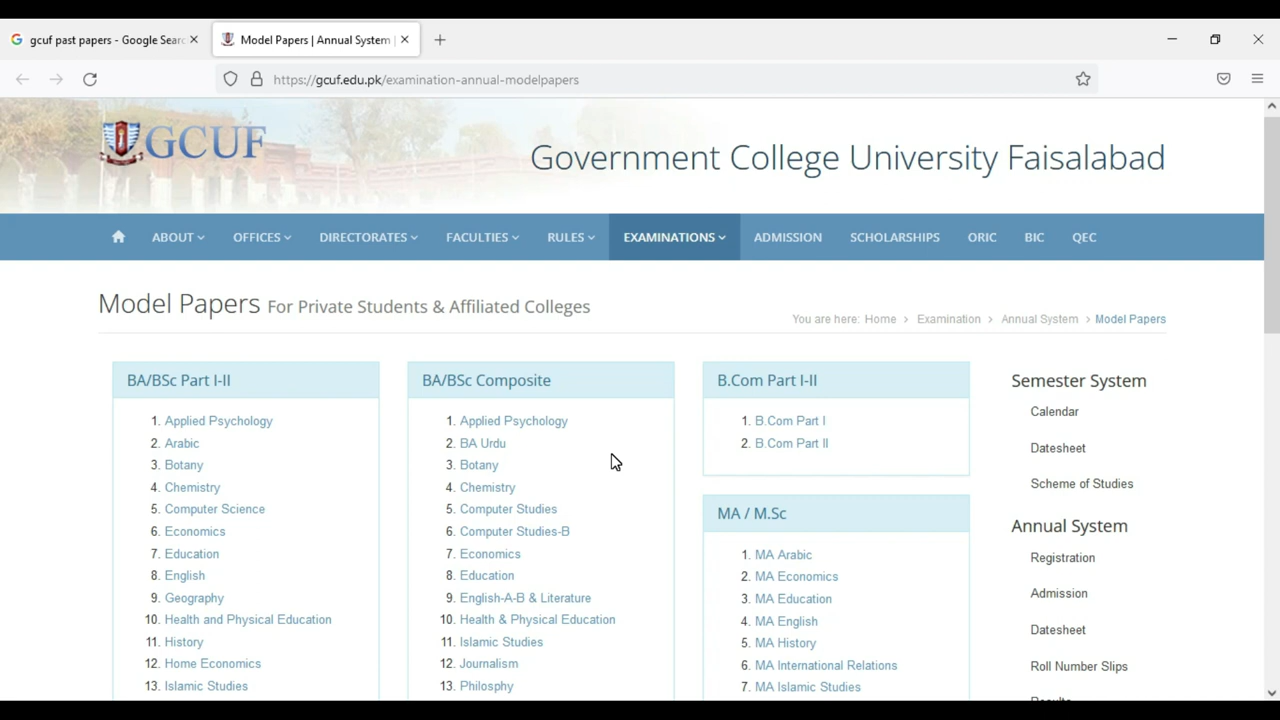 gcuf past papers - Google Searc
Model Papers | Annual System |
https://gcuf.edu.pk/examination-annual-modelpapers
GCUF
Government College University Faisalabad
ABOUT OFFICES DIRECTORATES FACULTIES RULES EXAMINATIONS ADMISSION SCHOLARSHIPS ORIC BIC QEC
Model Papers For Private Students & Affiliated Colleges
You are here: Home > Examination > Annual System > Model Papers
BA/BSc Part I-II
1. Applied Psychology
2. Arabic
3. Botany
4. Chemistry
5. Computer Science
6. Economics
7. Education
8. English
9. Geography
10. Health and Physical Education
11. History
12. Home Economics
13. Islamic Studies
BA/BSc Composite
1. Applied Psychology
2. BA Urdu
3. Botany
4. Chemistry
5. Computer Studies
6. Computer Studies-B
7. Economics
8. Education
9. English-A-B & Literature
10. Health & Physical Education
11. Islamic Studies
12. Journalism
13. Philosphy
B.Com Part I-II
1. B.Com Part I
2. B.Com Part II
MA / M.Sc
1. MA Arabic
2. MA Economics
3. MA Education
4. MA English
5. MA History
6. MA International Relations
7. MA Islamic Studies
Semester System
Calendar
Datesheet
Scheme of Studies
Annual System
Registration
Admission
Datesheet
Roll Number Slips